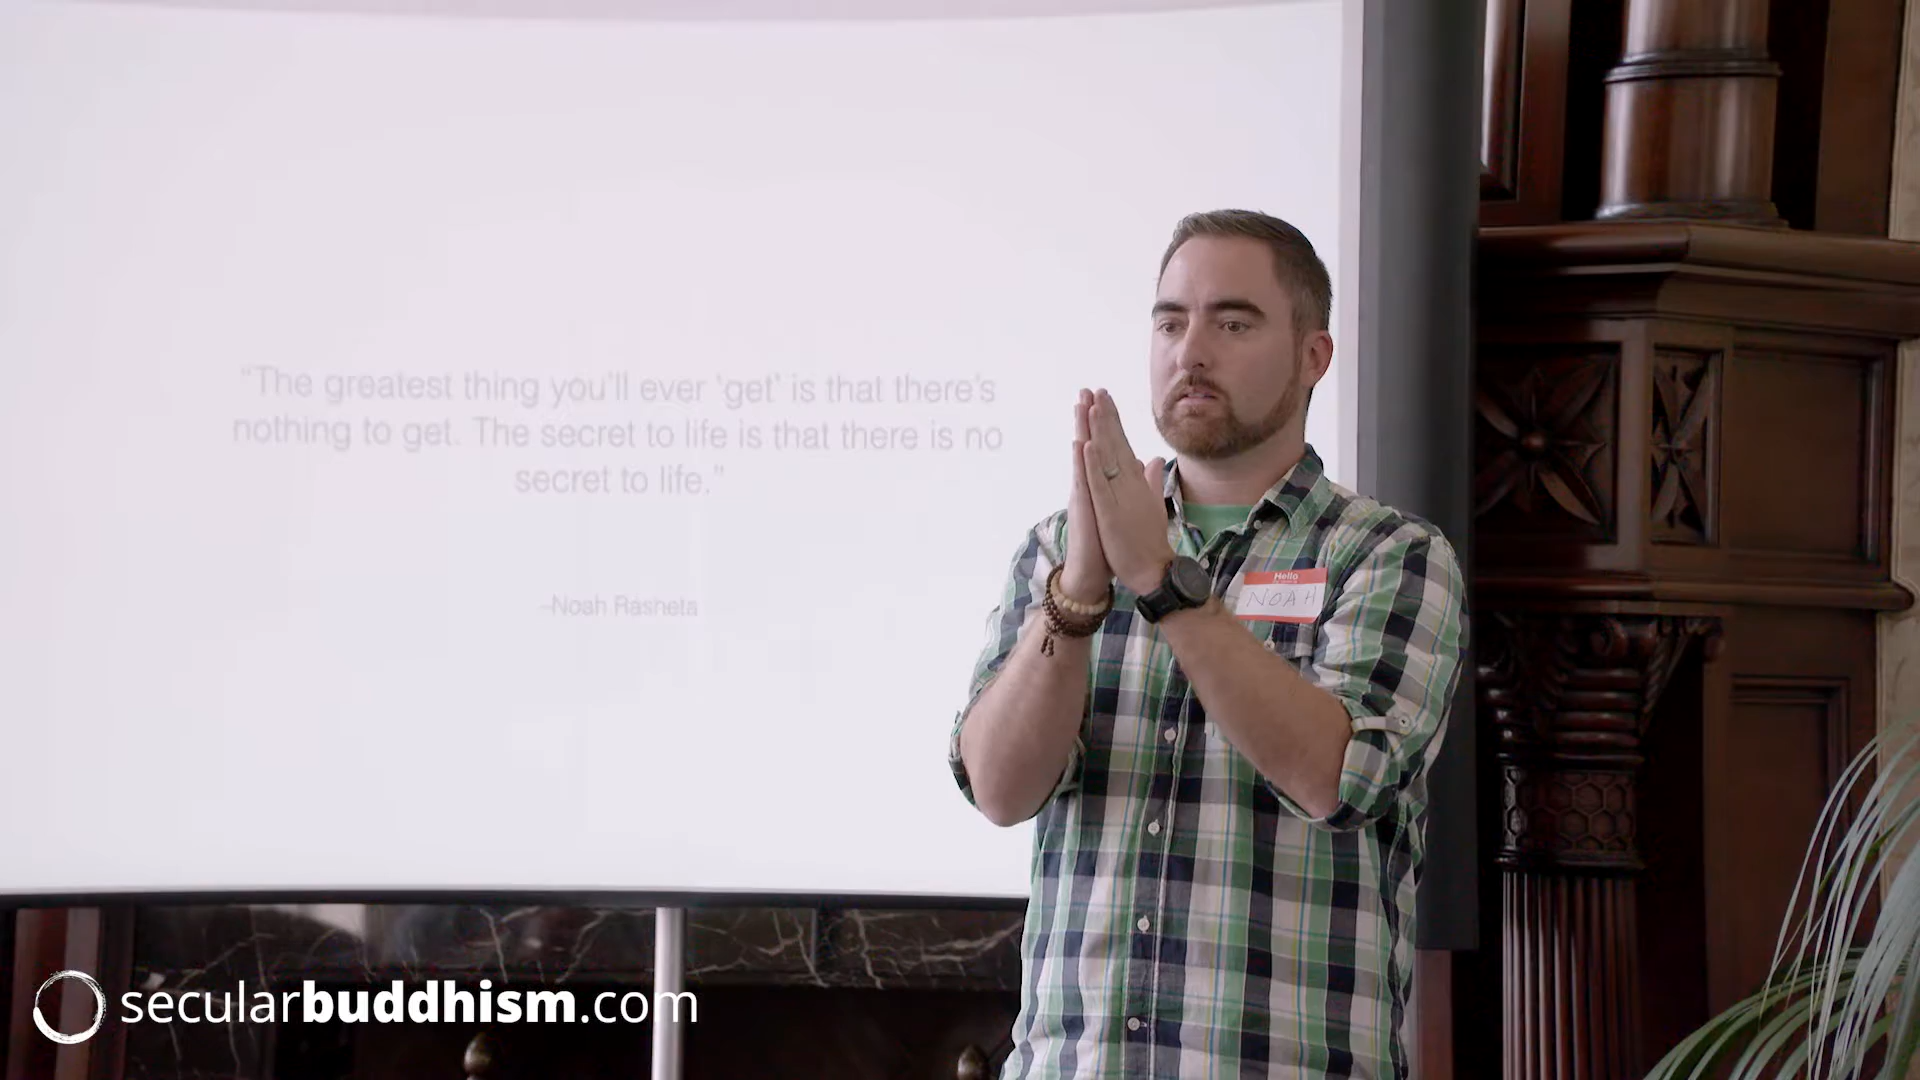 “The greatest thing you’ll ever ‘get’ is that there’s
nothing to get. The secret to life is that there is no
secret to life.”
–Noah Rasheta
Hello
NOAH
secularbuddhism.com